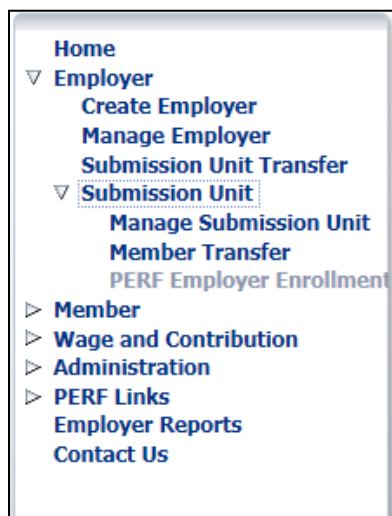 Home
Employer
Create Employer
Manage Employer
Submission Unit Transfer
Submission Unit
Manage Submission Unit
Member Transfer
PERF Employer Enrollment
Member
Wage and Contribution
Administration
PERF Links
Employer Reports
Contact Us